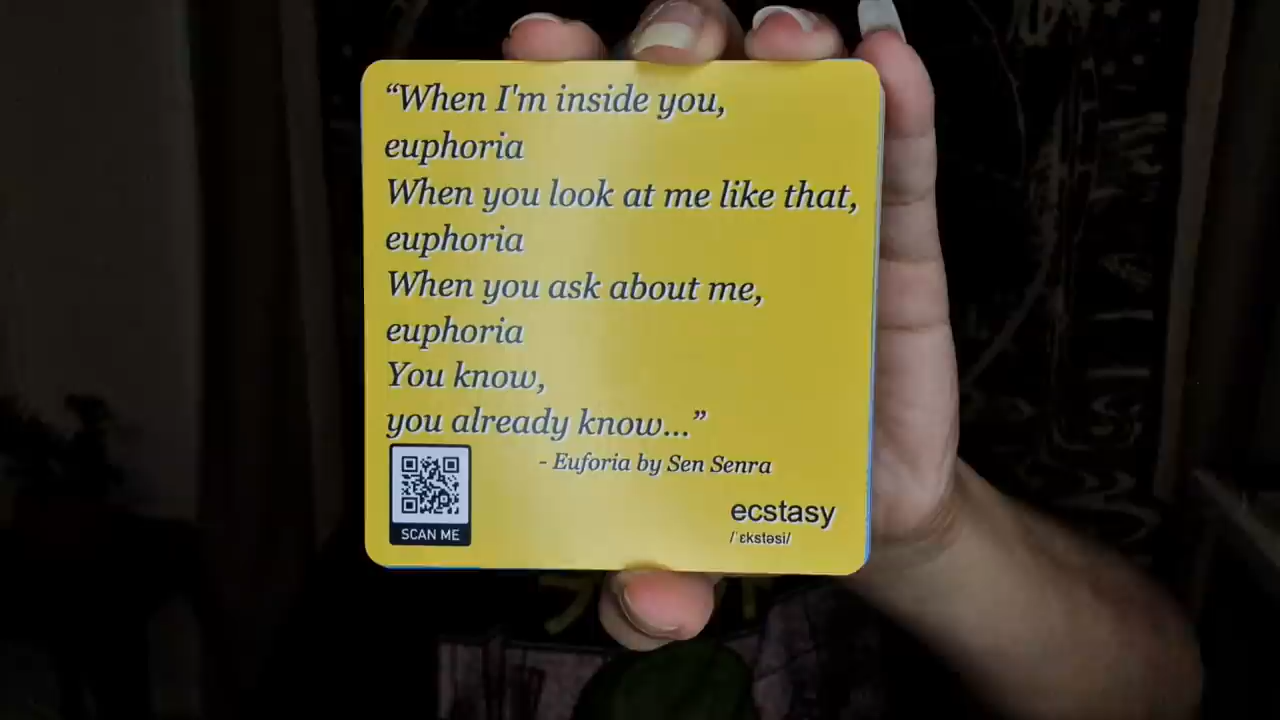 “When I'm inside you,
euphoria
When you look at me like that,
euphoria
When you ask about me,
euphoria
You know,
you already know...”
- Euforia by Sen Senra
SCAN ME
ecstasy
/ˈɛkstəsi/